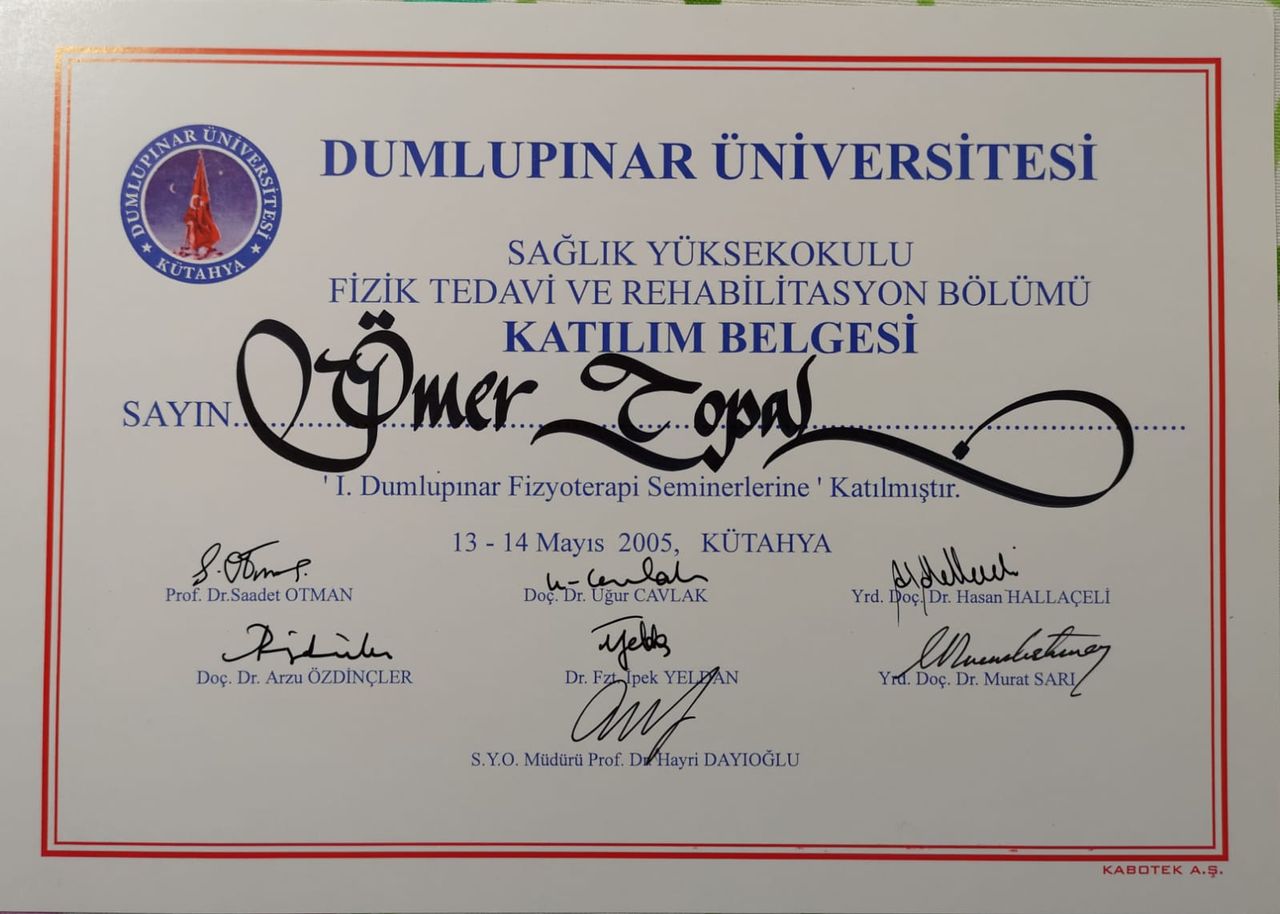 DUMLUPINAR ÜNİVERSİTESİ
KÜTAHYA
DUMLUPINAR ÜNİVERSİTESİ
SAĞLIK YÜKSEKOKULU
FİZİK TEDAVİ VE REHABİLİTASYON BÖLÜMÜ
KATILIM BELGESİ
SAYIN Ömer Topal
' I. Dumlupınar Fizyoterapi Seminerlerine ' Katılmıştır.
13 - 14 Mayıs 2005, KÜTAHYA
Prof. Dr.Saadet OTMAN
Doç. Dr. Uğur CAVLAK
Yrd. Doç. Dr. Hasan HALLAÇELİ
Doç. Dr. Arzu ÖZDİNÇLER
Dr. Fzt. İpek YELDAN
Yrd. Doç. Dr. Murat SARI
S.Y.O. Müdürü Prof. Dr Hayri DAYIOĞLU
KABOTEK A.Ş.